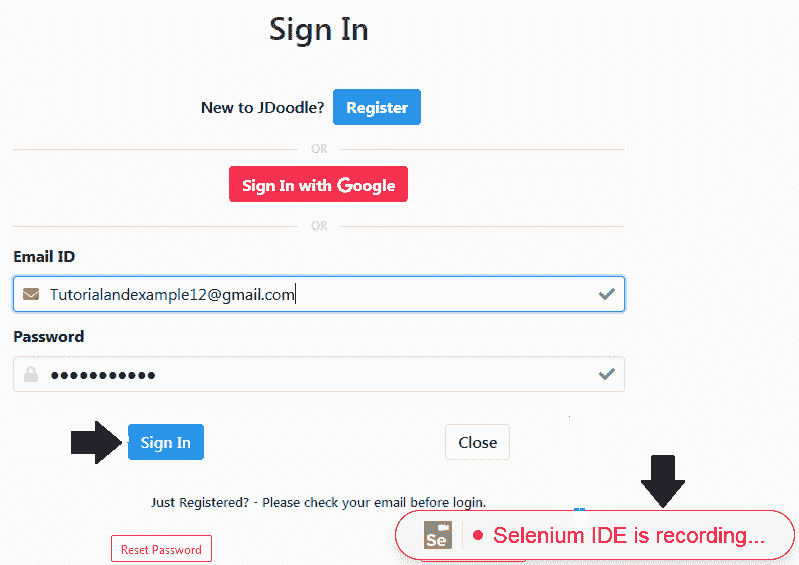 Sign In
New to JDoodle? Register
OR
Sign In with Google
OR
Email ID
Tutorialandexample12@gmail.com
Password
•••••••••••
Sign In Close
Just Registered? - Please check your email before login.
Se Selenium IDE is recording...
Reset Password